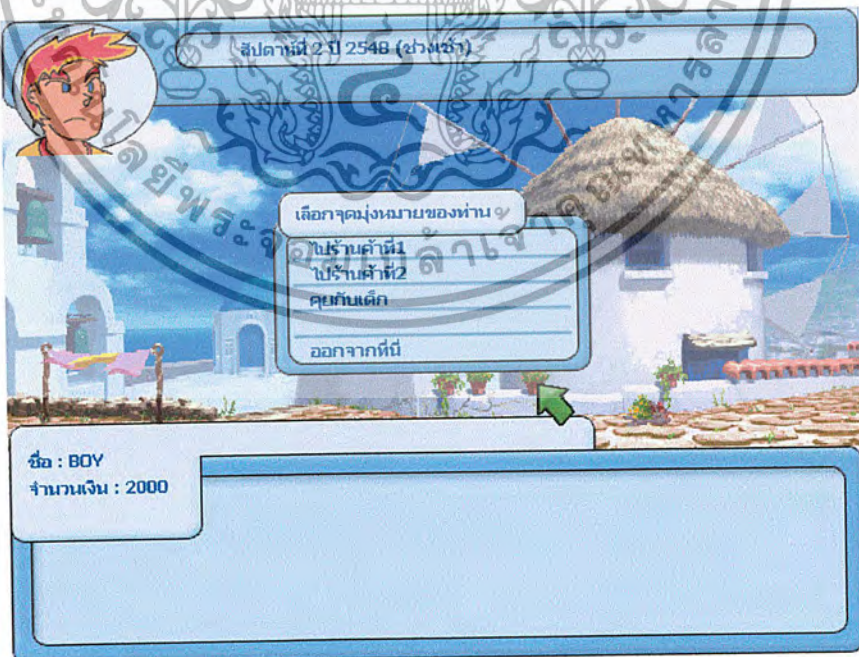 สัปดาห์ที่ 2 ปี 2548 (ช่วงเช้า)
เลือกจุดมุ่งหมายของท่าน
ไปร้านค้าที่1
ไปร้านค้าที่2
คุยกับเด็ก
ออกจากที่นี่
ชื่อ : BOY
จำนวนเงิน : 2000